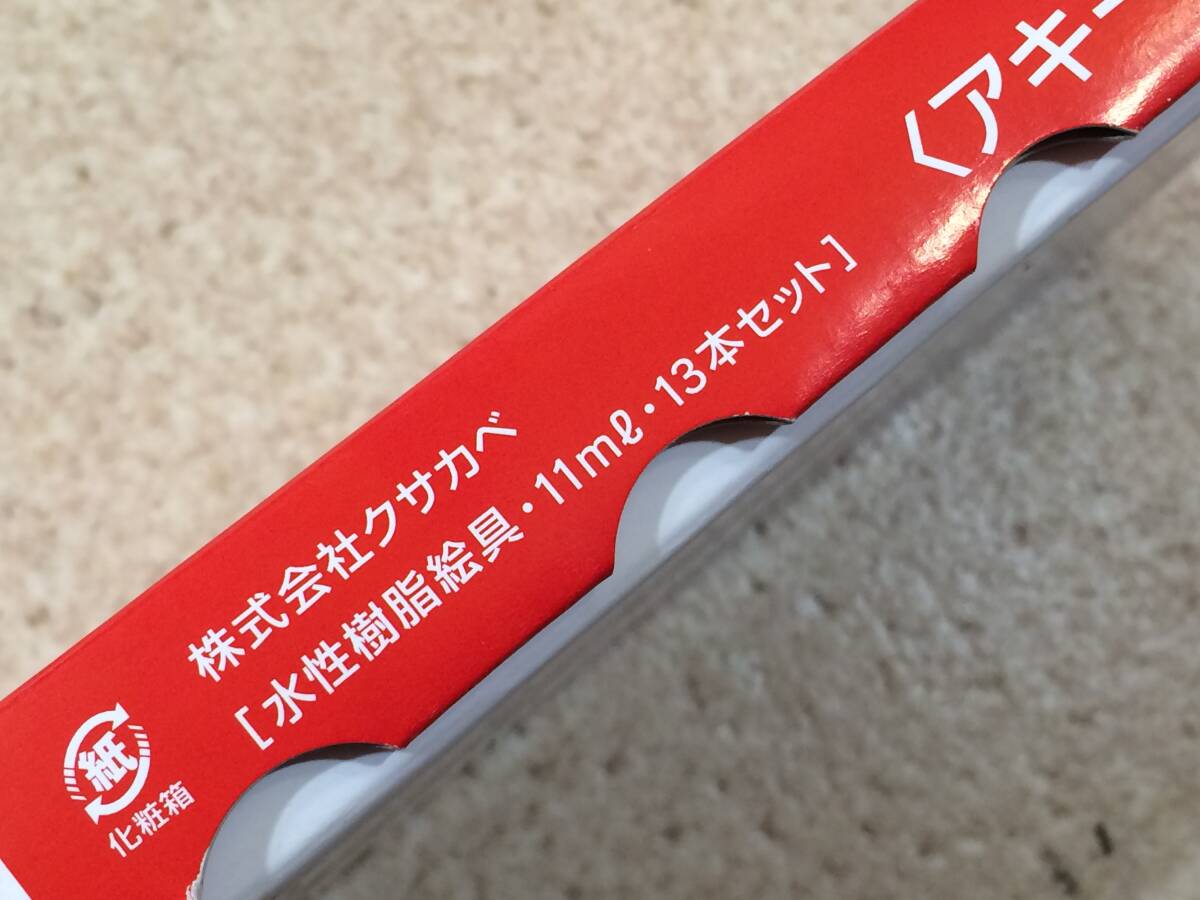 〈アキ
株式会社クサカベ
[水性樹脂絵具・11mℓ・13本セット]
紙
化粧箱